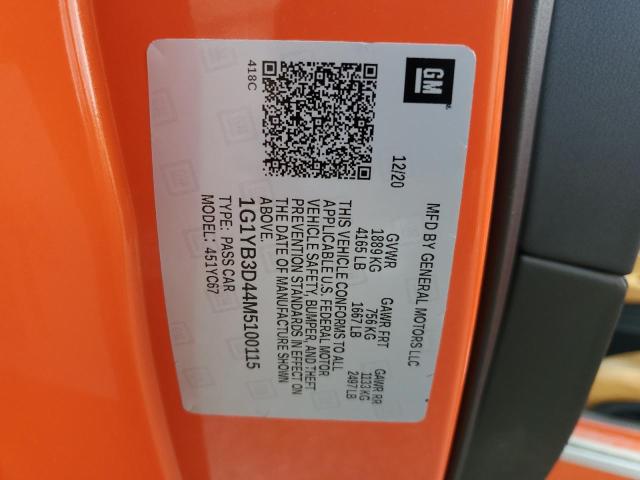 GM
MFD BY GENERAL MOTORS LLC
12/20
GVWR GAWR FRT GAWR RR
1889 KG 756 KG 1133 KG
4165 LB 1667 LB 2497 LB
THIS VEHICLE CONFORMS TO ALL
APPLICABLE U.S. FEDERAL MOTOR
VEHICLE SAFETY, BUMPER, AND THEFT
PREVENTION STANDARDS IN EFFECT ON
THE DATE OF MANUFACTURE SHOWN
ABOVE.
1G1YB3D44M5100115
TYPE: PASS CAR
MODEL: 451YC67
418C